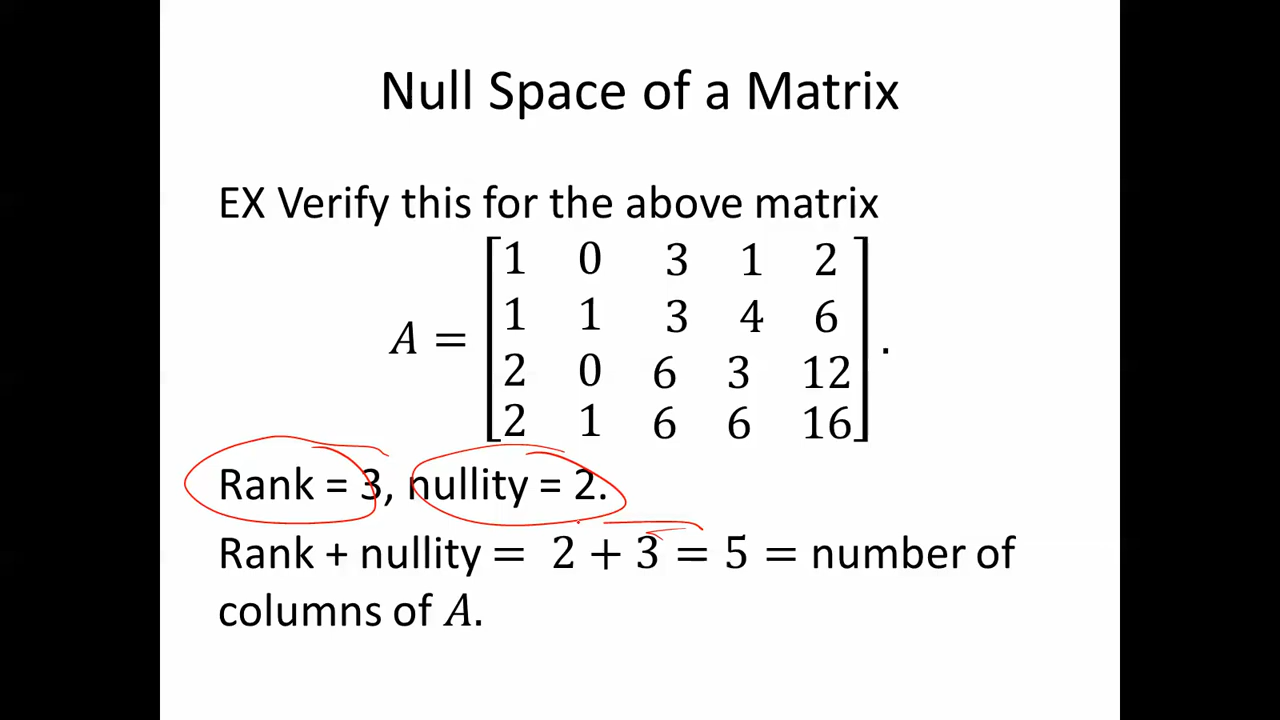 Null Space of a Matrix
EX Verify this for the above matrix
1 0 3 1 2
1 1 3 4 6
A = .
2 0 6 3 12
2 1 6 6 16
Rank = 3, nullity = 2.
Rank + nullity = 2 + 3 = 5 = number of
columns of A.